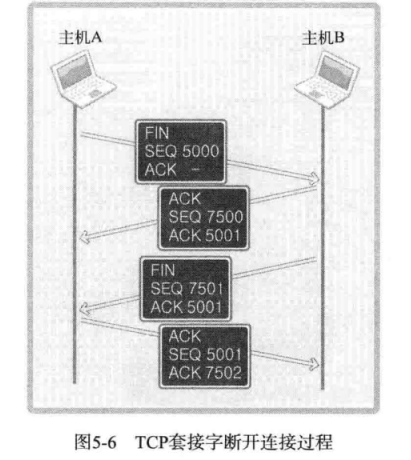 主机A
主机B
FIN
SEQ 5000
ACK -
ACK
SEQ 7500
ACK 5001
FIN
SEQ 7501
ACK 5001
ACK
SEQ 5001
ACK 7502
图5-6 TCP套接字断开连接过程